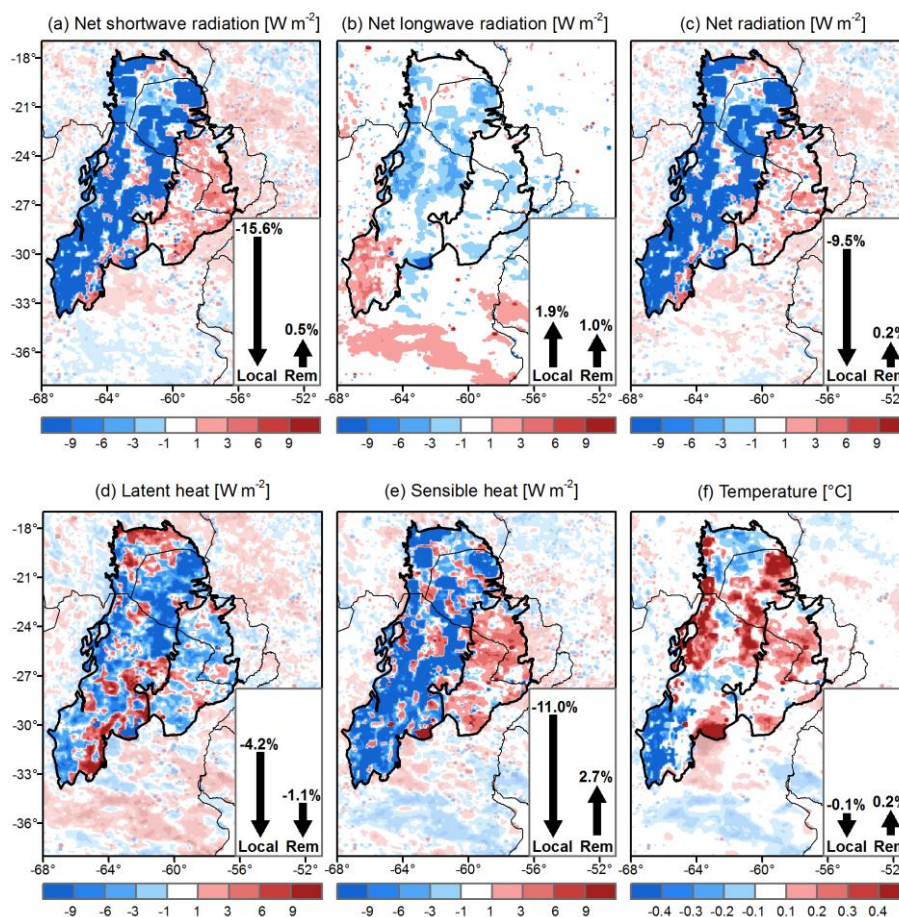 (a) Net shortwave radiation [W m⁻²]
(b) Net longwave radiation [W m⁻²]
(c) Net radiation [W m⁻²]
-18°
-21°
-24°
-27°
-30°
-33°
-36°
-15.6%
0.5%
Local Rem
1.9%
1.0%
Local Rem
-9.5%
0.2%
Local Rem
-68 -64 -60 -56 -52
-68 -64 -60 -56 -52
-68 -64 -60 -56 -52
-9 -6 -3 -1 1 3 6 9
-9 -6 -3 -1 1 3 6 9
-9 -6 -3 -1 1 3 6 9
(d) Latent heat [W m⁻²]
(e) Sensible heat [W m⁻²]
(f) Temperature [°C]
-18°
-21°
-24°
-27°
-30°
-33°
-36°
-4.2%
-1.1%
Local Rem
-11.0%
2.7%
Local Rem
-0.1%
0.2%
Local Rem
-68° -64° -60° -56° -52°
-68° -64° -60° -56° -52°
-68° -64° -60° -56° -52°
-9 -6 -3 -1 1 3 6 9
-9 -6 -3 -1 1 3 6 9
-0.4 -0.3 -0.2 -0.1 0.1 0.2 0.3 0.4